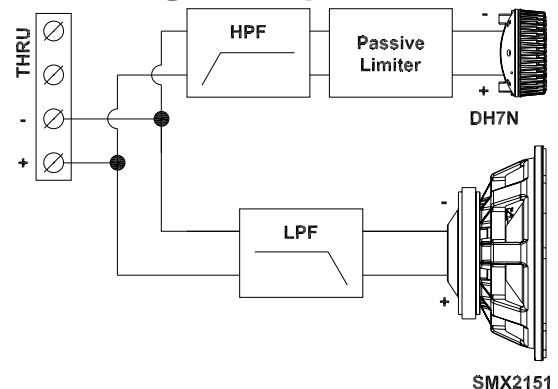 THRU
-
+
HPF
Passive
Limiter
-
+
DH7N
LPF
-
+
SMX2151